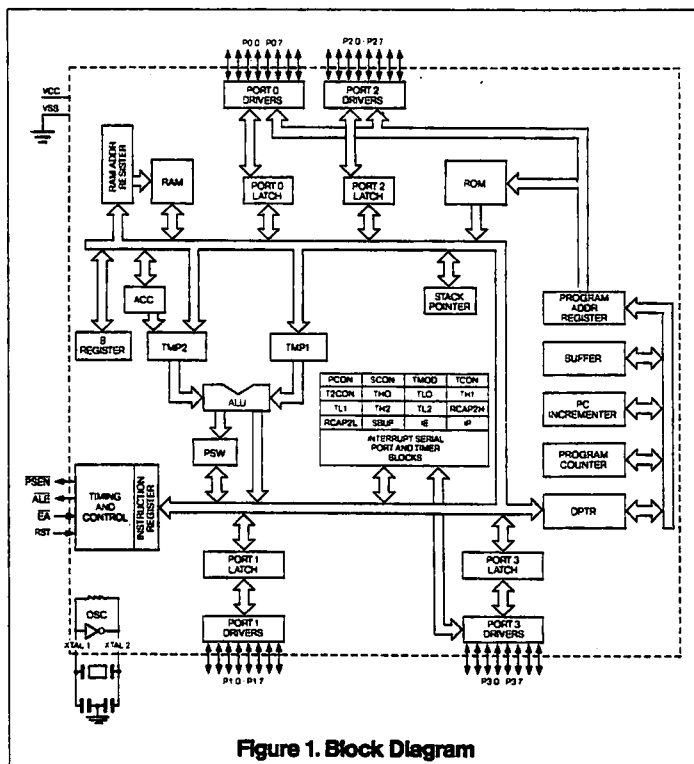 P0 0 P0 7
P2 0 - P2 7
VCC
VSS
PORT 0
DRIVERS
PORT 2
DRIVERS
RAM ADDR
REGISTER
RAM
PORT 0
LATCH
PORT 2
LATCH
ROM
ACC
STACK
POINTER
B
REGISTER
TMP2
TMP1
PROGRAM
ADDR
REGISTER
BUFFER
PC
INCREMENTER
PROGRAM
COUNTER
DPTR
ALU
PSW
PCON SCON TMOD TCON
T2CON TH0 TL0 TH1
TL1 TH2 TL2 RCAP2H
RCAP2L SBUF IE IP
INTERRUPT SERIAL
PORT AND TIMER
BLOCKS
PSEN
ALE
EA
RST
TIMING
AND
CONTROL
INSTRUCTION
REGISTER
PORT 1
LATCH
PORT 3
LATCH
OSC
XTAL 1 XTAL 2
PORT 1
DRIVERS
PORT 3
DRIVERS
P1 0 - P1 7
P3 0 P3 7
Figure 1. Block Diagram